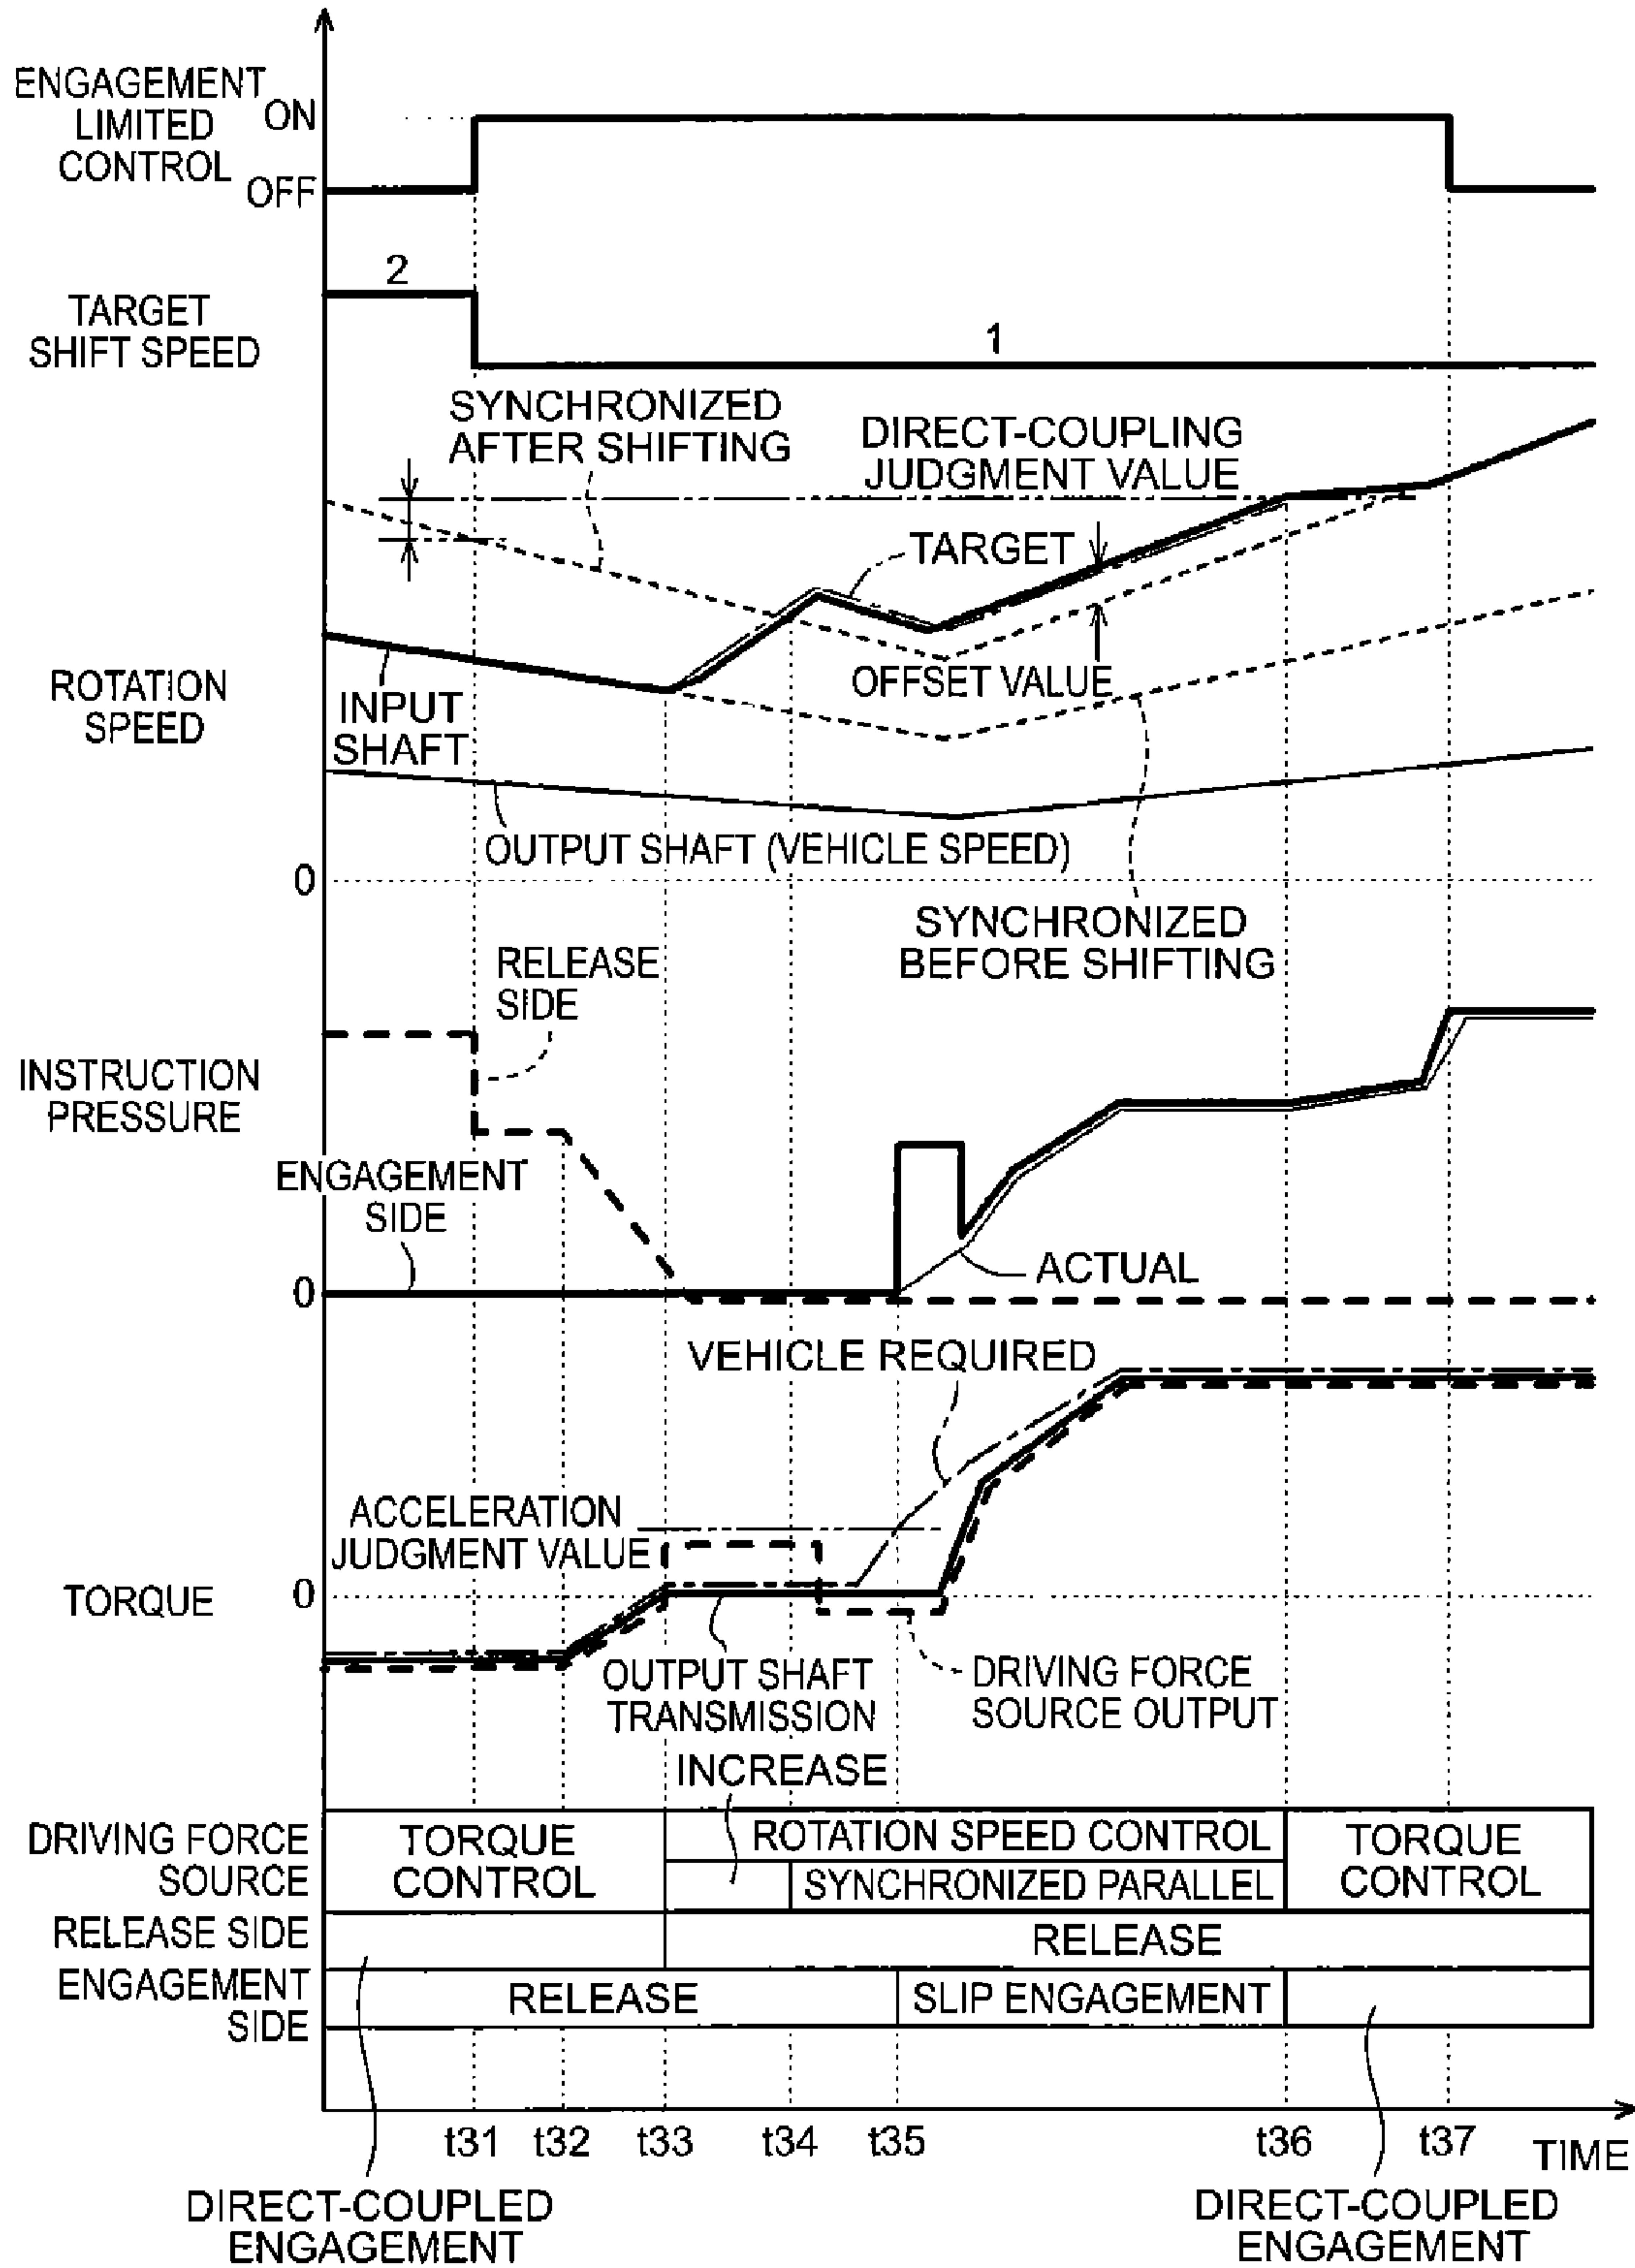 ENGAGEMENT
LIMITED
CONTROL
ON
OFF
TARGET
SHIFT SPEED
2
1
SYNCHRONIZED
AFTER SHIFTING
DIRECT-COUPLING
JUDGMENT VALUE
TARGET
OFFSET VALUE
ROTATION
SPEED
INPUT
SHAFT
OUTPUT SHAFT (VEHICLE SPEED)
0
SYNCHRONIZED
BEFORE SHIFTING
RELEASE
SIDE
INSTRUCTION
PRESSURE
ENGAGEMENT
SIDE
0
ACTUAL
VEHICLE REQUIRED
ACCELERATION
JUDGMENT VALUE
TORQUE
0
OUTPUT SHAFT
TRANSMISSION
DRIVING FORCE
SOURCE OUTPUT
INCREASE
DRIVING FORCE
SOURCE
TORQUE
CONTROL
ROTATION SPEED CONTROL
SYNCHRONIZED PARALLEL
TORQUE
CONTROL
RELEASE SIDE
RELEASE
ENGAGEMENT
SIDE
RELEASE
SLIP ENGAGEMENT
t31
t32
t33
t34
t35
t36
t37
TIME
DIRECT-COUPLED
ENGAGEMENT
DIRECT-COUPLED
ENGAGEMENT